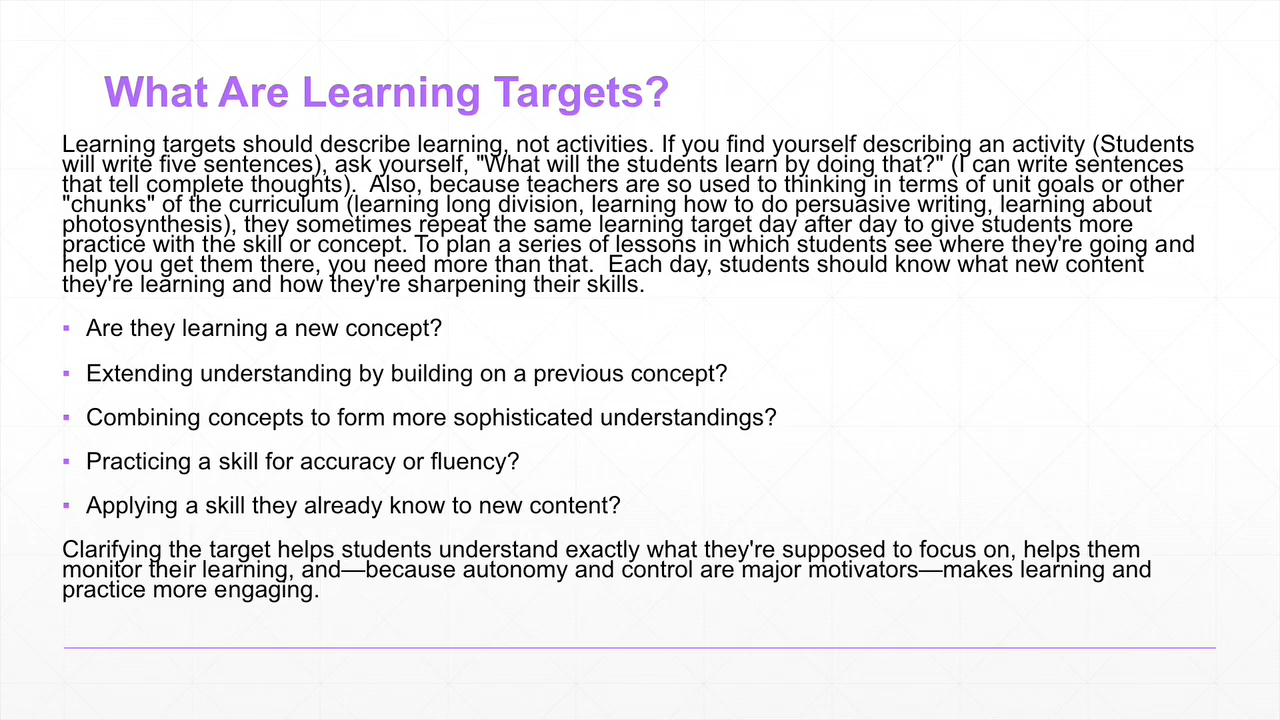 What Are Learning Targets?
Learning targets should describe learning, not activities. If you find yourself describing an activity (Students
will write five sentences), ask yourself, "What will the students learn by doing that?" (I can write sentences
that tell complete thoughts).  Also, because teachers are so used to thinking in terms of unit goals or other
"chunks" of the curriculum (learning long division, learning how to do persuasive writing, learning about
photosynthesis), they sometimes repeat the same learning target day after day to give students more
practice with the skill or concept. To plan a series of lessons in which students see where they're going and
help you get them there, you need more than that.  Each day, students should know what new content
they're learning and how they're sharpening their skills.
▪ Are they learning a new concept?
▪ Extending understanding by building on a previous concept?
▪ Combining concepts to form more sophisticated understandings?
▪ Practicing a skill for accuracy or fluency?
▪ Applying a skill they already know to new content?
Clarifying the target helps students understand exactly what they're supposed to focus on, helps them
monitor their learning, and—because autonomy and control are major motivators—makes learning and
practice more engaging.